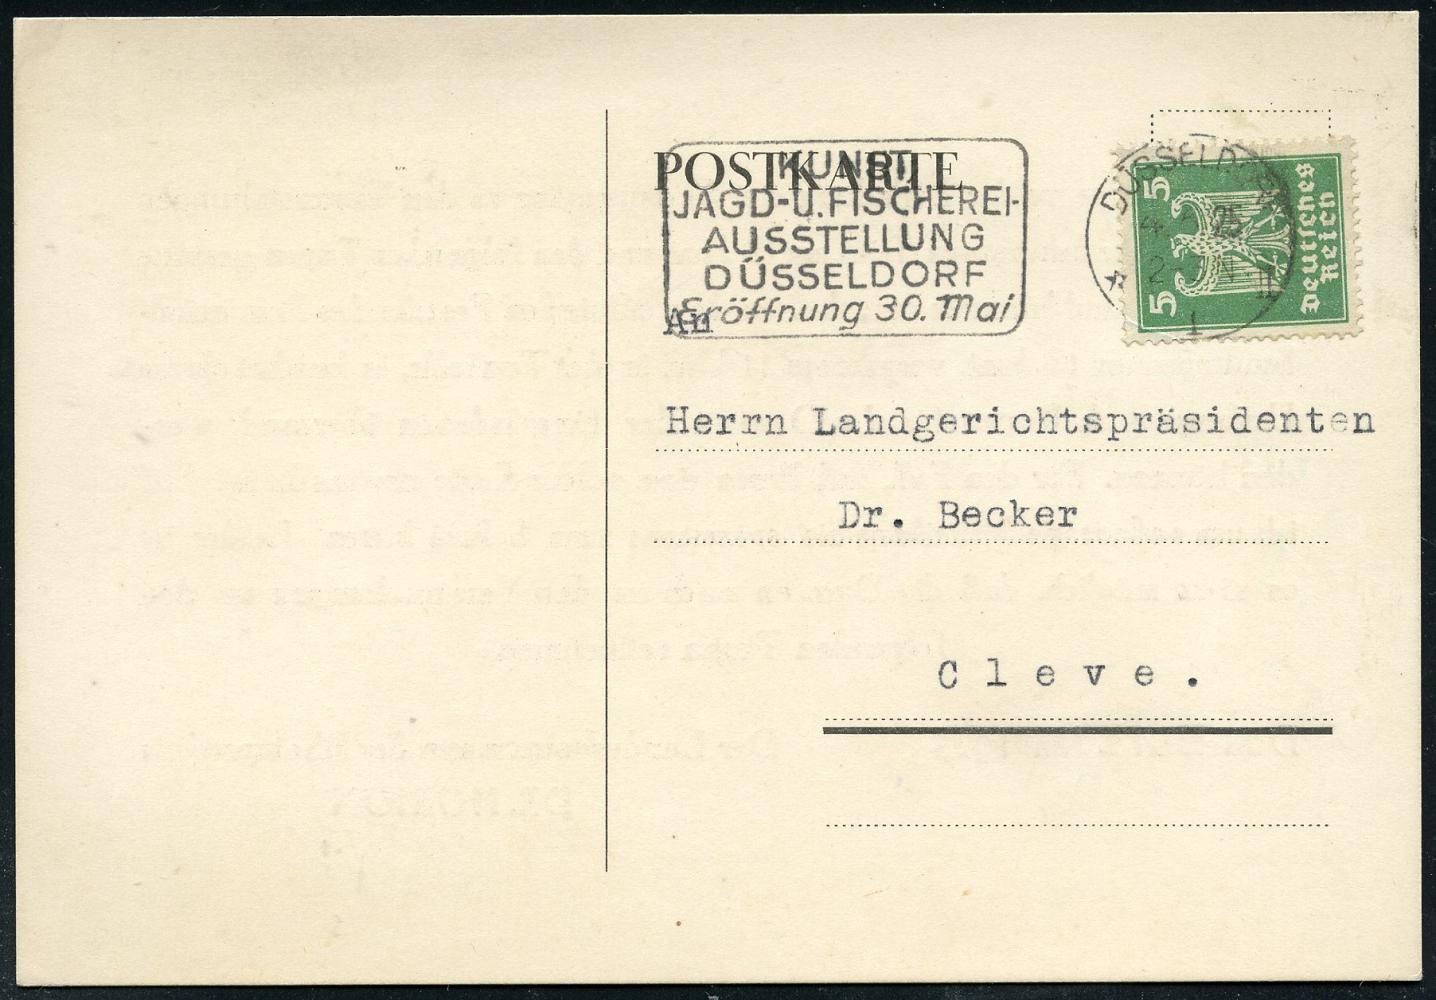 POSTKARTE
KUNST
JAGD-U.FISCHEREI-
AUSSTELLUNG
DÜSSELDORF
Eröffnung 30. Mai
DÜSSELDORF
25
1
5
5
Deutsches
Reich
An
Herrn Landgerichtspräsidenten
Dr. Becker
Cleve.